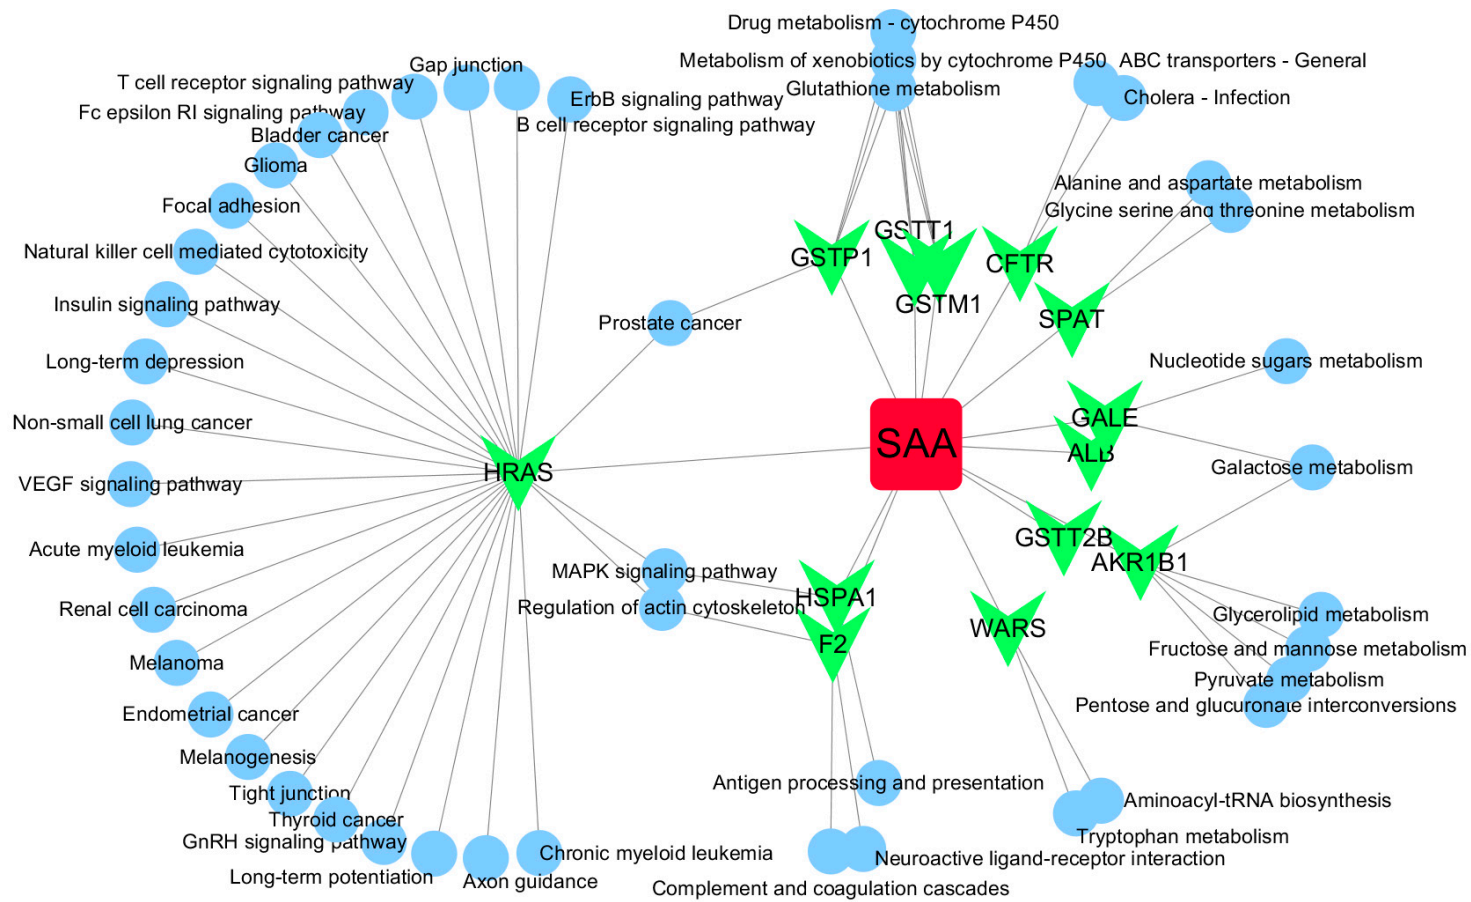 Drug metabolism - cytochrome P450
Metabolism of xenobiotics by cytochrome P450
ABC transporters - General
Gap junction
T cell receptor signaling pathway
Glutathione metabolism
Cholera - Infection
ErbB signaling pathway
Fc epsilon RI signaling pathway
B cell receptor signaling pathway
Bladder cancer
Glioma
Alanine and aspartate metabolism
Focal adhesion
Glycine serine and threonine metabolism
GSTT1
Natural killer cell mediated cytotoxicity
GSTP1
CFTR
Insulin signaling pathway
GSTM1
Prostate cancer
SPAT
Long-term depression
Nucleotide sugars metabolism
Non-small cell lung cancer
GALE
SAA
ALB
HRAS
Galactose metabolism
VEGF signaling pathway
GSTT2B
Acute myeloid leukemia
AKR1B1
MAPK signaling pathway
HSPA1
Renal cell carcinoma
Regulation of actin cytoskeleton
Glycerolipid metabolism
WARS
F2
Fructose and mannose metabolism
Melanoma
Pyruvate metabolism
Pentose and glucuronate interconversions
Endometrial cancer
Melanogenesis
Antigen processing and presentation
Tight junction
Aminoacyl-tRNA biosynthesis
Thyroid cancer
Tryptophan metabolism
GnRH signaling pathway
Chronic myeloid leukemia
Neuroactive ligand-receptor interaction
Long-term potentiation
Axon guidance
Complement and coagulation cascades